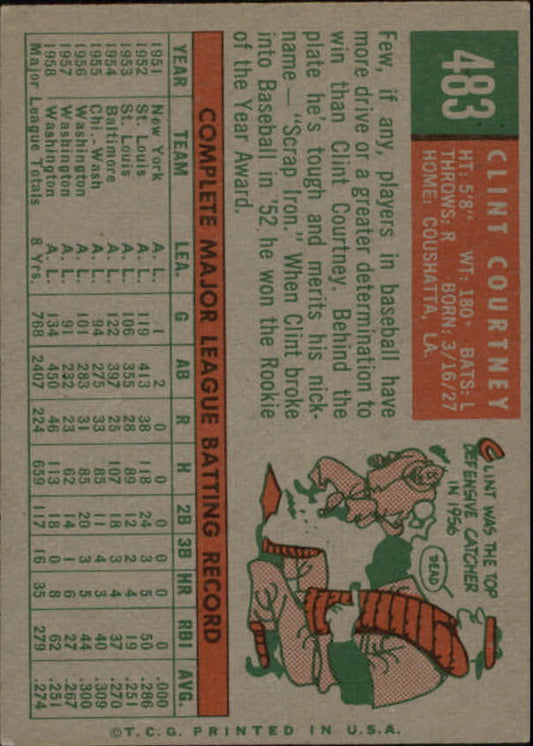 483
CLINT COURTNEY
HT: 5'8" WT: 180 BATS: L
THROWS: R BORN: 3/16/27
HOME: COUSHATTA, LA.
Few, if any, players in baseball have
more drive or a greater determination to
win than Clint Courtney. Behind the
plate he's tough and merits his nick-
name — "Scrap Iron." When Clint broke
into Baseball in '52, he won the Rookie
of the Year Award.
CLINT WAS THE TOP
DEFENSIVE CATCHER
IN 1956
DEAD
COMPLETE MAJOR LEAGUE BATTING RECORD
YEAR TEAM LEA. G AB R H 2B 3B HR RBI AVG.
1951 New York A. L. 1 2 0 0 0 0 0 0 .000
1952 St. Louis A. L. 119 413 38 118 24 3 5 50 .286
1953 St. Louis A. L. 106 355 28 89 12 2 4 19 .251
1954 Baltimore A. L. 122 397 25 107 18 3 4 37 .270
1955 Chi.-Wash A. L. 94 275 33 85 11 4 3 40 .309
1956 Washington A. L. 101 283 31 85 20 3 5 44 .300
1957 Washington A. L. 91 232 23 62 14 1 6 27 .267
1958 Washington A. L. 134 450 46 113 18 0 8 62 .251
Major League Totals 8 Yrs. 768 2407 224 659 117 16 35 279 .274
©T.C.G. PRINTED IN U.S.A.